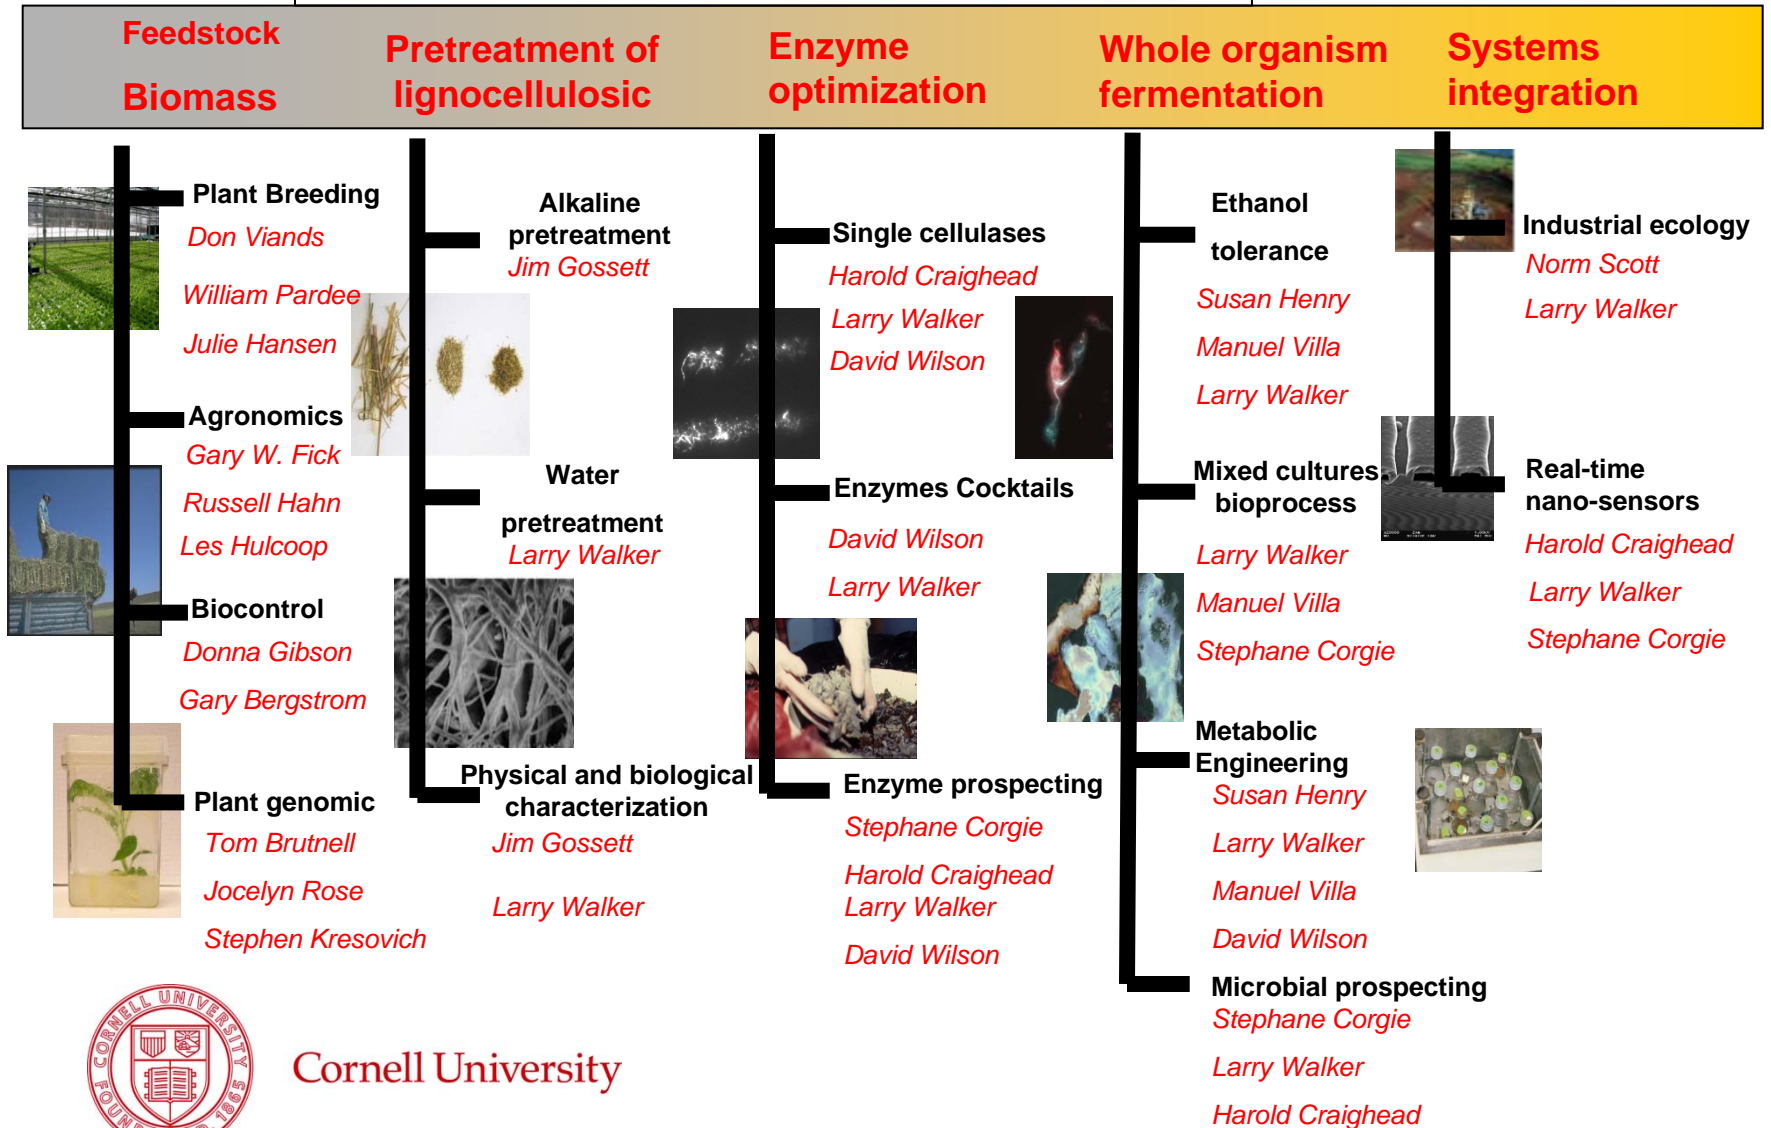 Feedstock
Biomass
Pretreatment of
lignocellulosic
Enzyme
optimization
Whole organism
fermentation
Systems
integration
Plant Breeding
Don Viands
William Pardee
Julie Hansen
Agronomics
Gary W. Fick
Russell Hahn
Les Hulcoop
Biocontrol
Donna Gibson
Gary Bergstrom
Plant genomic
Tom Brutnell
Jocelyn Rose
Stephen Kresovich
Alkaline
pretreatment
Jim Gossett
Water
pretreatment
Larry Walker
Physical and biological
characterization
Jim Gossett
Larry Walker
Single cellulases
Harold Craighead
Larry Walker
David Wilson
Enzymes Cocktails
David Wilson
Larry Walker
Enzyme prospecting
Stephane Corgie
Harold Craighead
Larry Walker
David Wilson
Ethanol
tolerance
Susan Henry
Manuel Villa
Larry Walker
Mixed cultures
bioprocess
Larry Walker
Manuel Villa
Stephane Corgie
Metabolic
Engineering
Susan Henry
Larry Walker
Manuel Villa
David Wilson
Microbial prospecting
Stephane Corgie
Larry Walker
Harold Craighead
Industrial ecology
Norm Scott
Larry Walker
Real-time
nano-sensors
Harold Craighead
Larry Walker
Stephane Corgie
CORNELL UNIVERSITY
Cornell University